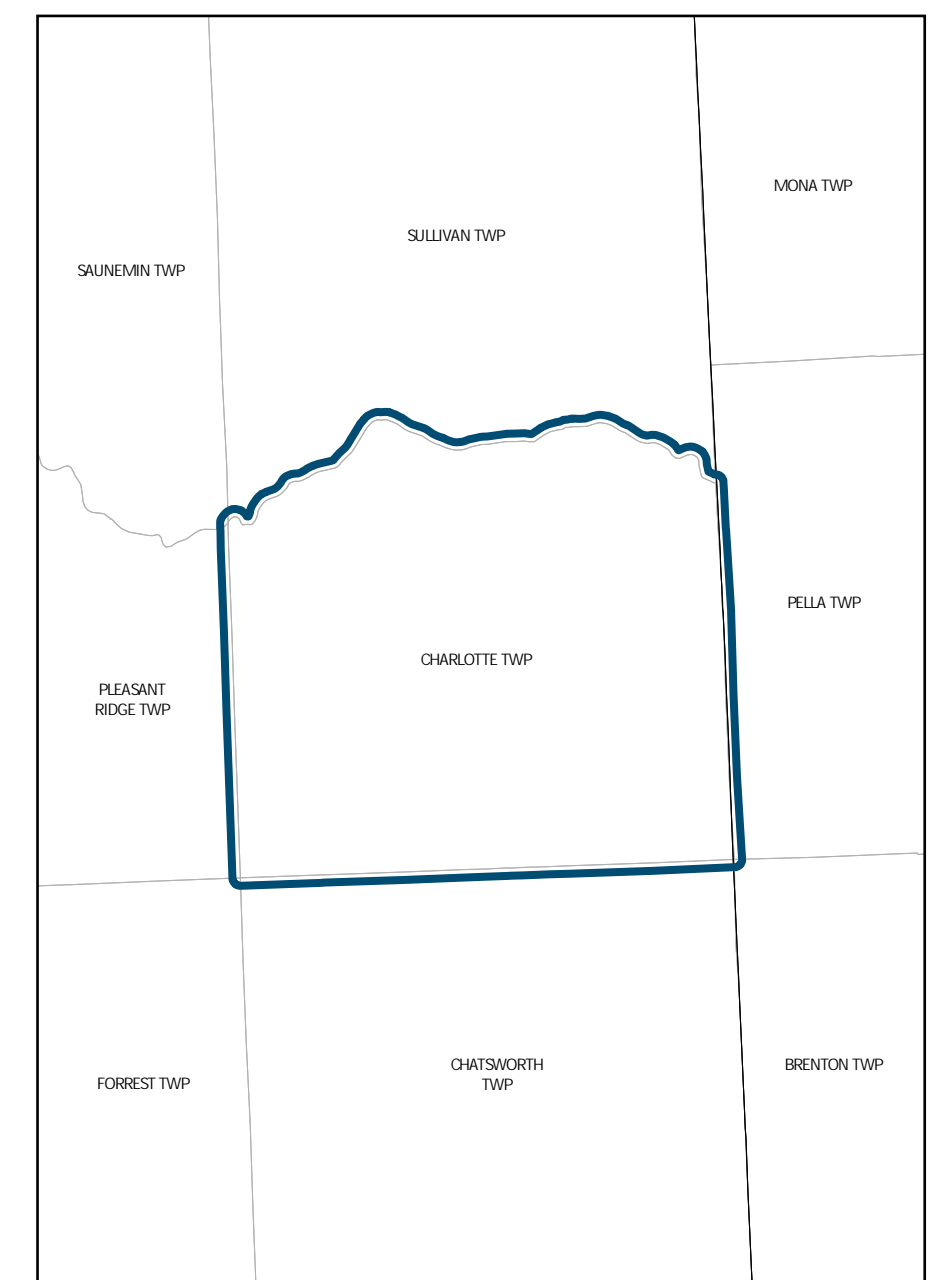 MONA TWP
SULLIVAN TWP
SAUNEMIN TWP
PELLA TWP
CHARLOTTE TWP
PLEASANT
RIDGE TWP
CHATSWORTH
TWP
BRENTON TWP
FORREST TWP